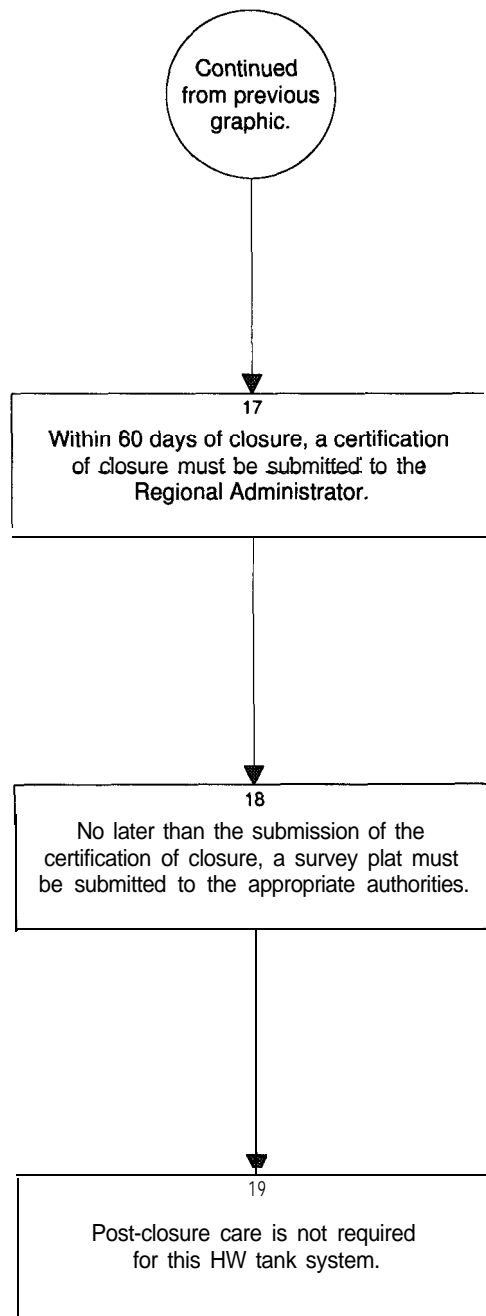 Continued
from previous
graphic.
17
Within 60 days of closure, a certification
of closure must be submitted to the
Regional Administrator.
18
No later than the submission of the
certification of closure, a survey plat must
be submitted to the appropriate authorities.
19
Post-closure care is not required
for this HW tank system.